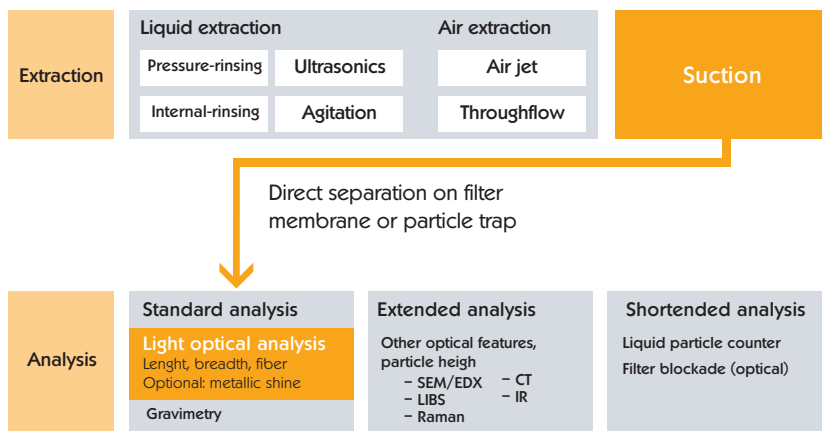 Extraction
Liquid extraction
Pressure-rinsing
Ultrasonics
Internal-rinsing
Agitation
Air extraction
Air jet
Throughflow
Suction
Direct separation on filter
membrane or particle trap
Analysis
Standard analysis
Light optical analysis
Lenght, breadth, fiber
Optional: metallic shine
Gravimetry
Extended analysis
Other optical features,
particle heigh
– SEM/EDX
– LIBS
– Raman
– CT
– IR
Shortended analysis
Liquid particle counter
Filter blockade (optical)